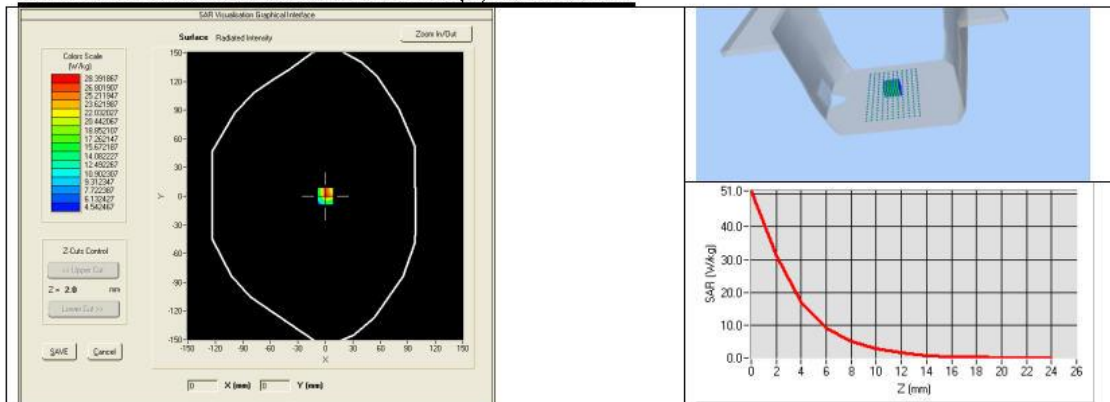 SAR Visualisation Graphical Interface
Surface Radiated Intensity
Zoom In/Out
Colors Scale
(W/kg)
28.391867
26.801907
25.211947
23.621987
22.032027
20.442067
18.852107
17.262147
15.672187
14.082227
12.492267
10.902307
9.312347
7.722387
6.132427
4.542467
Z-Cuts Control
<< Upper Cut
Z = 2.0 mm
Lower Cut >>
SAVE Cancel
150
120
90
60
30
0
-30
-60
-90
-120
-150
Y
-150 -120 -90 -60 -30 0 30 60 90 120 150
X
0 X (mm) 0 Y (mm)
51.0
40.0
30.0
20.0
10.0
0.0
SAR (W/kg)
0 2 4 6 8 10 12 14 16 18 20 22 24 26
Z (mm)